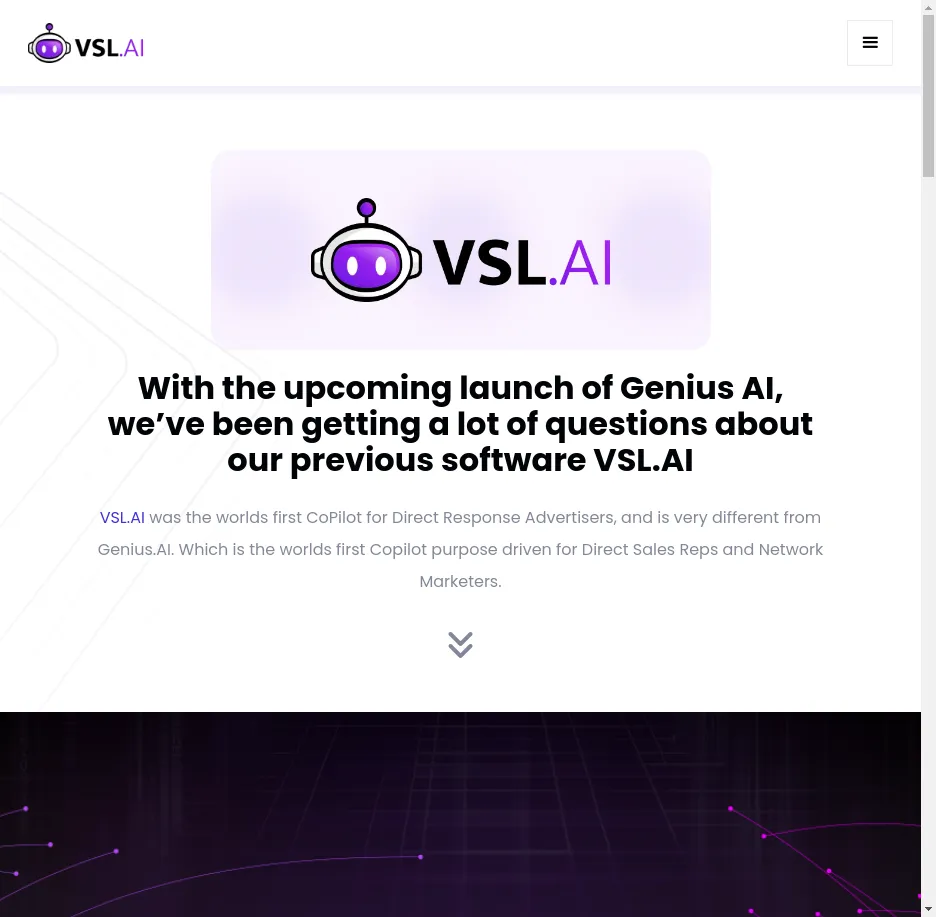 VSL.AI
VSL.AI
With the upcoming launch of Genius AI,
we’ve been getting a lot of questions about
our previous software VSL.AI
VSL.AI was the worlds first CoPilot for Direct Response Advertisers, and is very different from
Genius.AI. Which is the worlds first Copilot purpose driven for Direct Sales Reps and Network
Marketers.